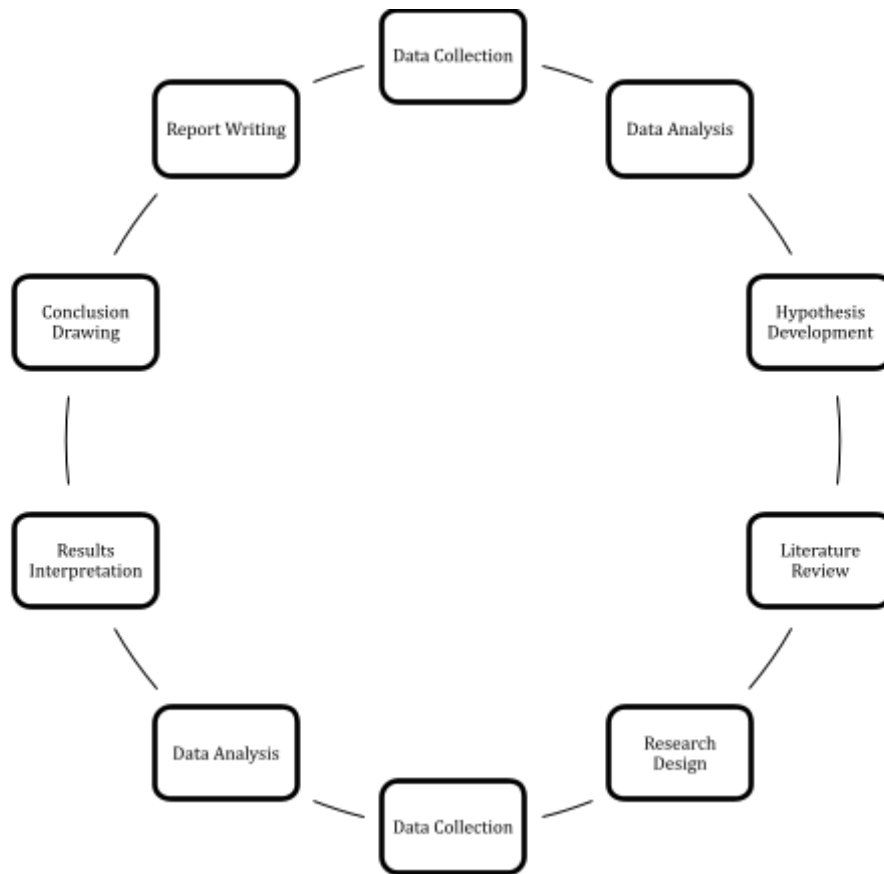 Data Collection
Data Analysis
Hypothesis
Development
Literature
Review
Research
Design
Data Collection
Data Analysis
Results
Interpretation
Conclusion
Drawing
Report Writing